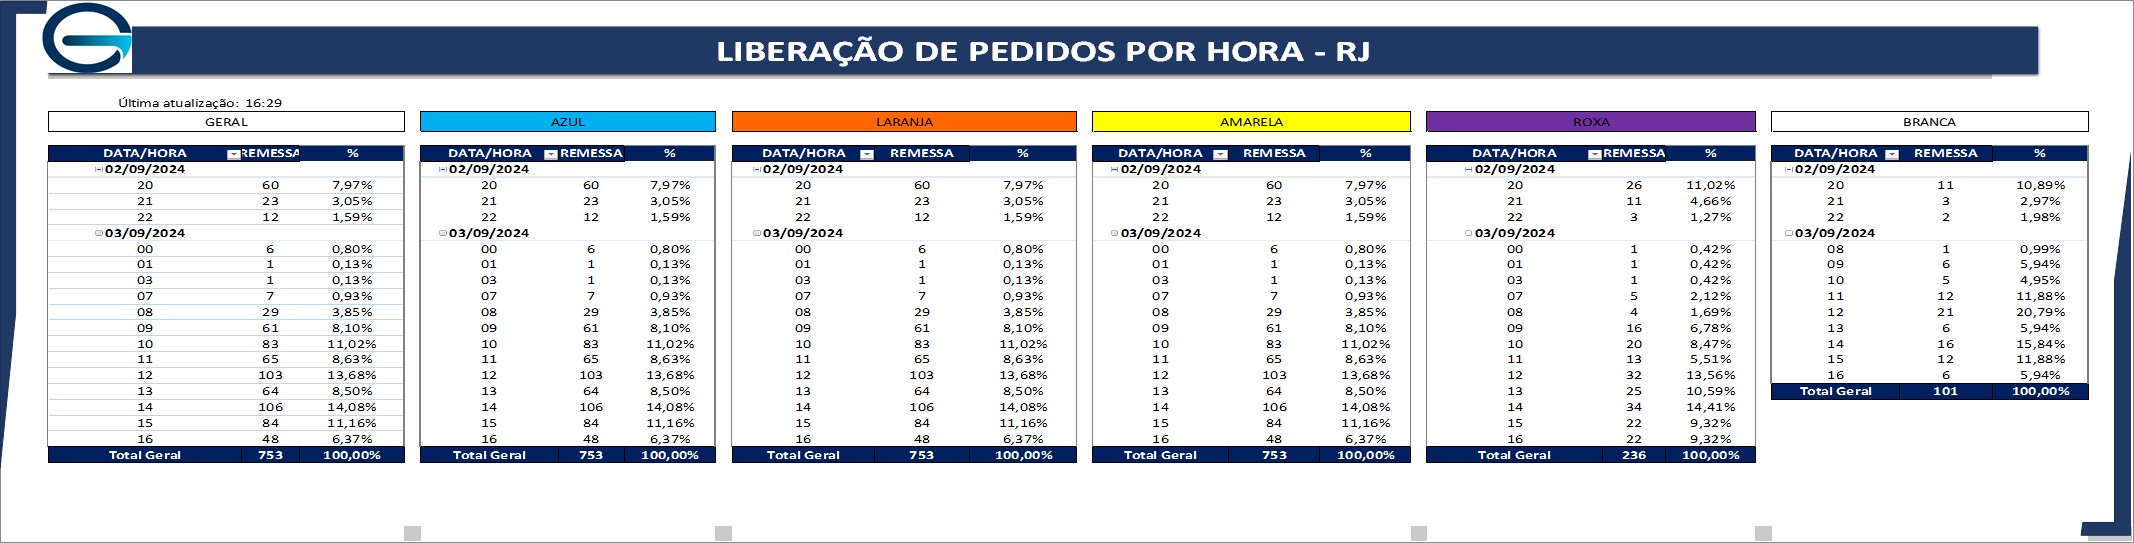 LIBERAÇÃO DE PEDIDOS POR HORA - RJ
Última atualização: 16:29
GERAL
DATA/HORA REMESSA %
02/09/2024
20 60 7,97%
21 23 3,05%
22 12 1,59%
03/09/2024
00 6 0,80%
01 1 0,13%
03 1 0,13%
07 7 0,93%
08 29 3,85%
09 61 8,10%
10 83 11,02%
11 65 8,63%
12 103 13,68%
13 64 8,50%
14 106 14,08%
15 84 11,16%
16 48 6,37%
Total Geral 753 100,00%
AZUL
DATA/HORA REMESSA %
02/09/2024
20 60 7,97%
21 23 3,05%
22 12 1,59%
03/09/2024
00 6 0,80%
01 1 0,13%
03 1 0,13%
07 7 0,93%
08 29 3,85%
09 61 8,10%
10 83 11,02%
11 65 8,63%
12 103 13,68%
13 64 8,50%
14 106 14,08%
15 84 11,16%
16 48 6,37%
Total Geral 753 100,00%
LARANJA
DATA/HORA REMESSA %
02/09/2024
20 60 7,97%
21 23 3,05%
22 12 1,59%
03/09/2024
00 6 0,80%
01 1 0,13%
03 1 0,13%
07 7 0,93%
08 29 3,85%
09 61 8,10%
10 83 11,02%
11 65 8,63%
12 103 13,68%
13 64 8,50%
14 106 14,08%
15 84 11,16%
16 48 6,37%
Total Geral 753 100,00%
AMARELA
DATA/HORA REMESSA %
02/09/2024
20 60 7,97%
21 23 3,05%
22 12 1,59%
03/09/2024
00 6 0,80%
01 1 0,13%
03 1 0,13%
07 7 0,93%
08 29 3,85%
09 61 8,10%
10 83 11,02%
11 65 8,63%
12 103 13,68%
13 64 8,50%
14 106 14,08%
15 84 11,16%
16 48 6,37%
Total Geral 753 100,00%
ROXA
DATA/HORA REMESSA %
02/09/2024
20 26 11,02%
21 11 4,66%
22 3 1,27%
03/09/2024
00 1 0,42%
01 1 0,42%
03 1 0,42%
07 5 2,12%
08 4 1,69%
09 16 6,78%
10 20 8,47%
11 13 5,51%
12 32 13,56%
13 25 10,59%
14 34 14,41%
15 22 9,32%
16 22 9,32%
Total Geral 236 100,00%
BRANCA
DATA/HORA REMESSA %
02/09/2024
20 11 10,89%
21 3 2,97%
22 2 1,98%
03/09/2024
08 1 0,99%
09 6 5,94%
10 5 4,95%
11 12 11,88%
12 21 20,79%
13 6 5,94%
14 16 15,84%
15 12 11,88%
16 6 5,94%
Total Geral 101 100,00%